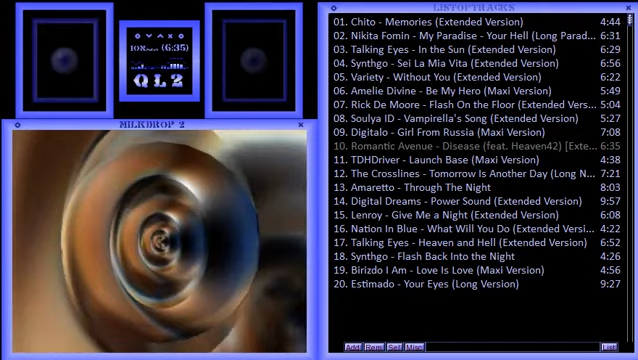 LISTOFTRACKS
(6:35)
QL2
MILKDROP 2
01. Chito - Memories (Extended Version) 4:44
02. Nikita Fomin - My Paradise - Your Hell (Long Parad... 6:31
03. Talking Eyes - In the Sun (Extended Version) 6:29
04. Synthgo - Sei La Mia Vita (Extended Version) 6:56
05. Variety - Without You (Extended Version) 6:22
06. Amelie Divine - Be My Hero (Maxi Version) 5:49
07. Rick De Moore - Flash On the Floor (Extended Vers... 5:04
08. Soulya ID - Vampirella's Song (Extended Version) 5:27
09. Digitalo - Girl From Russia (Maxi Version) 7:08
10. Romantic Avenue - Disease (feat. Heaven42) [Exte... 6:35
11. TDHDriver - Launch Base (Maxi Version) 4:38
12. The Crosslines - Tomorrow Is Another Day (Long N... 7:21
13. Amaretto - Through The Night 8:03
14. Digital Dreams - Power Sound (Extended Version) 9:57
15. Lenroy - Give Me a Night (Extended Version) 6:08
16. Nation In Blue - What Will You Do (Extended Versi... 4:22
17. Talking Eyes - Heaven and Hell (Extended Version) 6:52
18. Synthgo - Flash Back Into the Night 4:26
19. Birizdo I Am - Love Is Love (Maxi Version) 4:56
20. Estimado - Your Eyes (Long Version) 9:27
Add Rem Sel Misc List